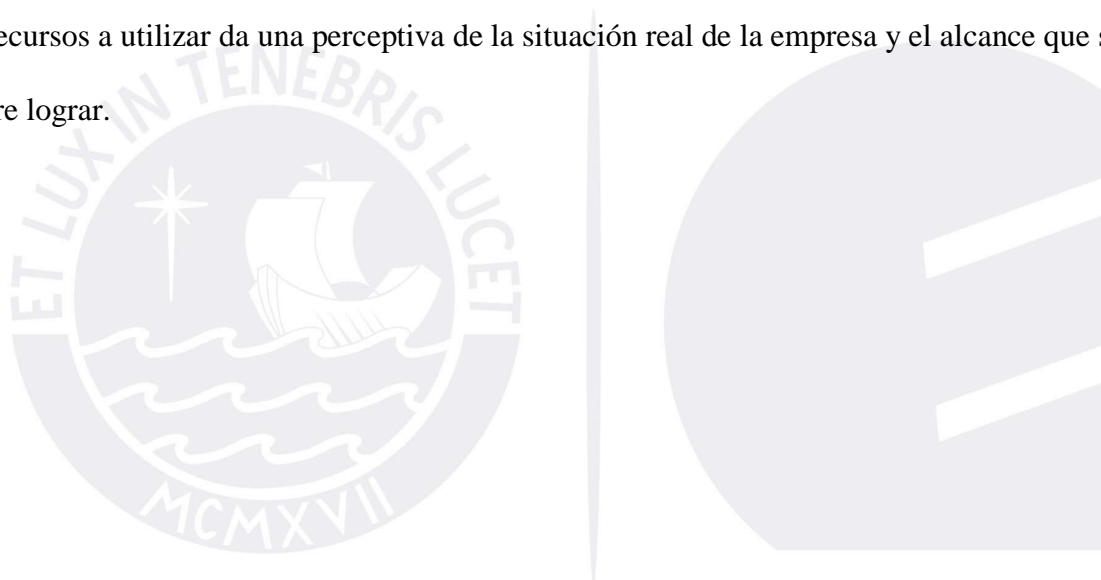 ecursos a utilizar da una perceptiva de la situación real de la empresa y el alcance que s
re lograr.
ET LUX IN TENEBRIS LUCET
MCMXVII